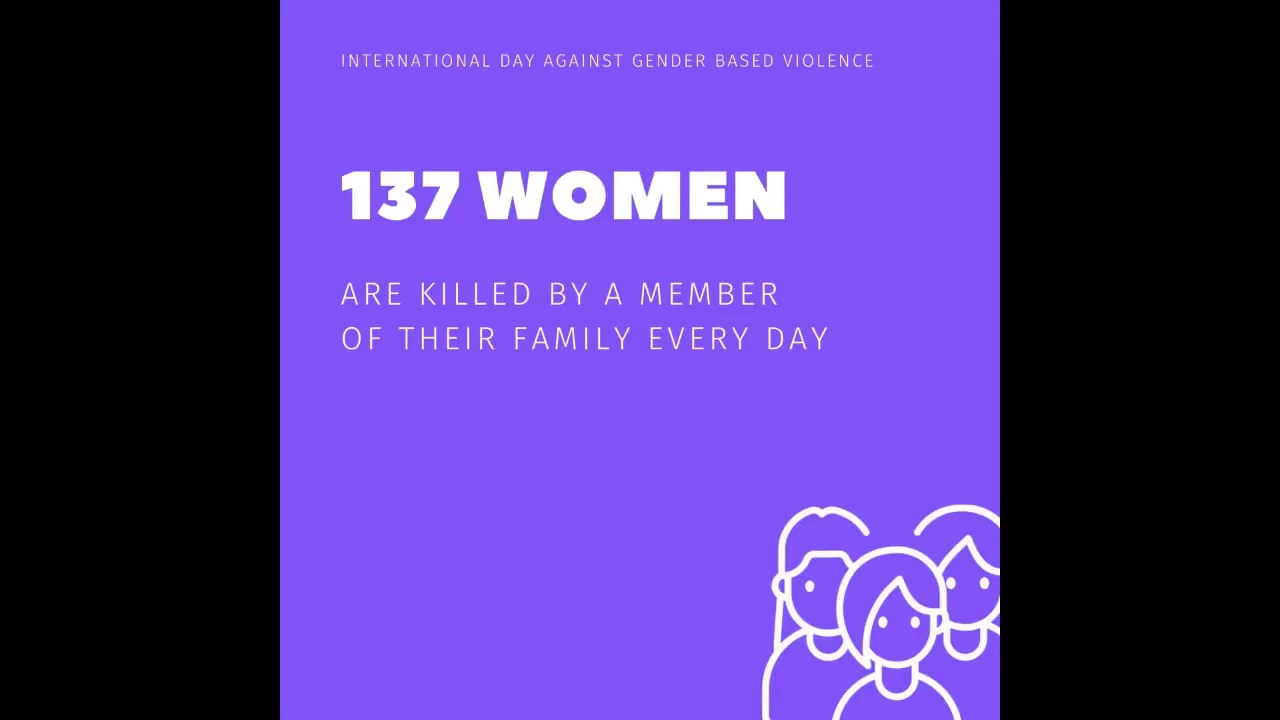 INTERNATIONAL DAY AGAINST GENDER BASED VIOLENCE
137 WOMEN
ARE KILLED BY A MEMBER
OF THEIR FAMILY EVERY DAY